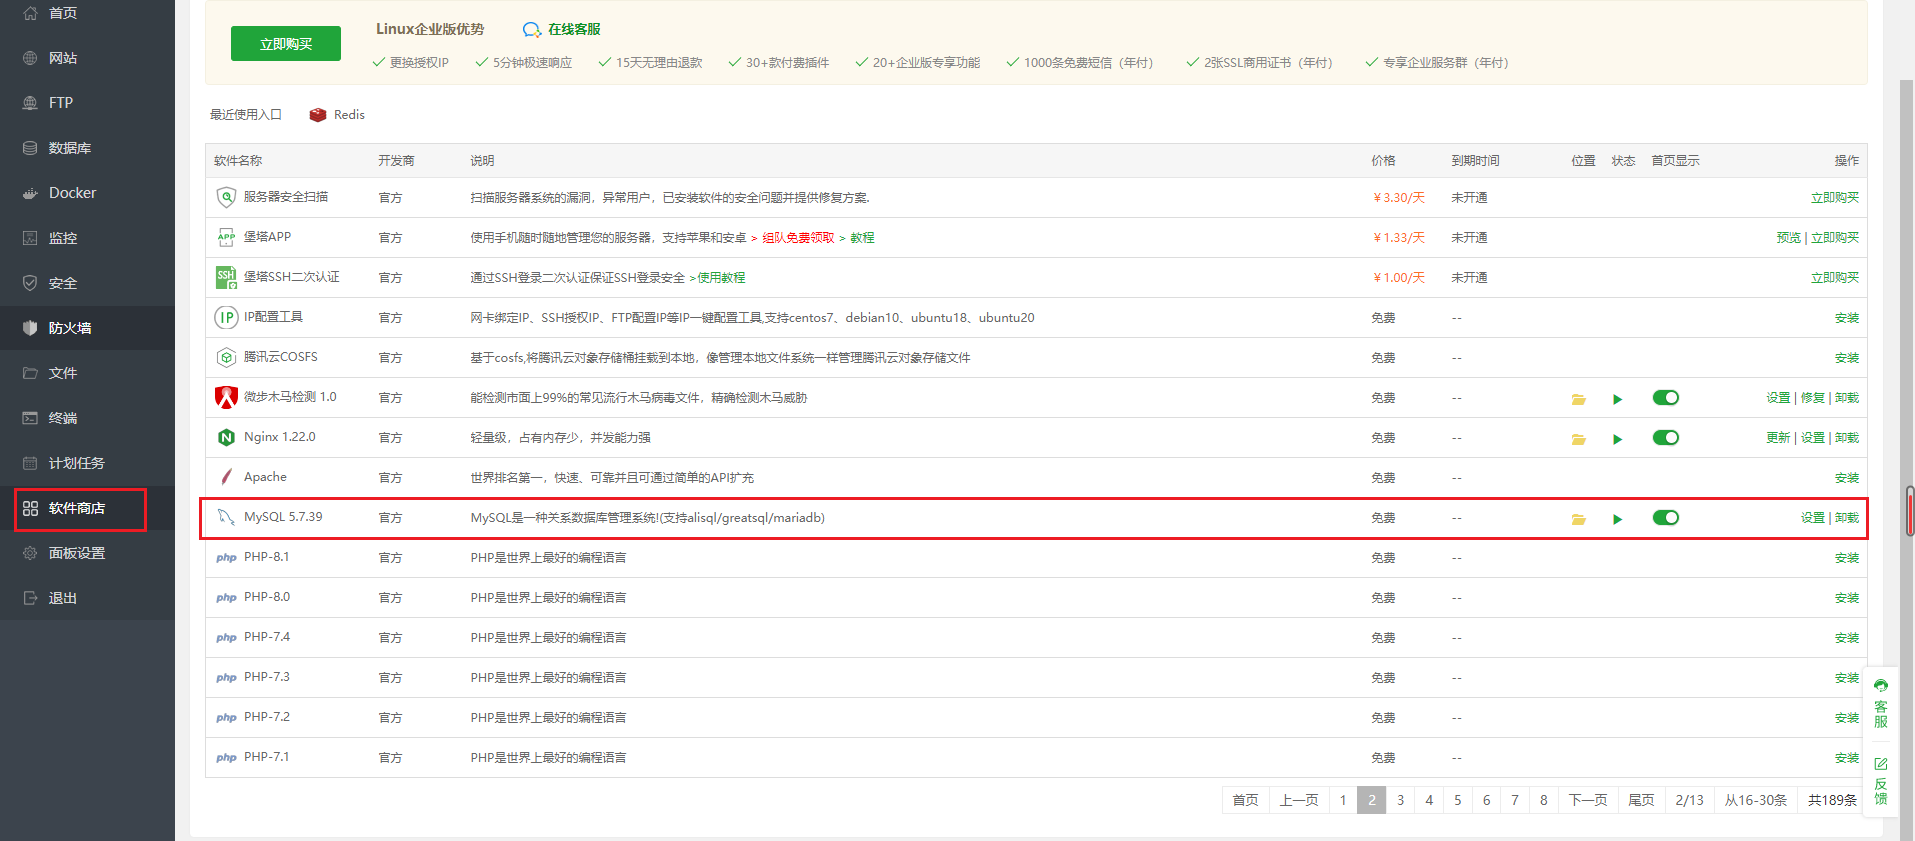 首页
网站
FTP
数据库
Docker
监控
安全
防火墙
文件
终端
计划任务
软件商店
面板设置
退出
立即购买
Linux企业版优势 在线客服
更换授权IP 5分钟极速响应 15天无理由退款 30+款付费插件 20+企业版专享功能 1000条免费短信（年付） 2张SSL商用证书（年付） 专享企业服务群（年付）
最近使用入口 Redis
软件名称 开发商 说明 价格 到期时间 位置 状态 首页显示 操作
服务器安全扫描 官方 扫描服务器系统的漏洞，异常用户，已安装软件的安全问题并提供修复方案. ￥3.30/天 未开通 立即购买
堡塔APP 官方 使用手机随时随地管理您的服务器，支持苹果和安卓 > 组队免费领取 > 教程 ￥1.33/天 未开通 预览 | 立即购买
堡塔SSH二次认证 官方 通过SSH登录二次认证保证SSH登录安全 >使用教程 ￥1.00/天 未开通 立即购买
IP配置工具 官方 网卡绑定IP、SSH授权IP、FTP配置IP等IP一键配置工具,支持centos7、debian10、ubuntu18、ubuntu20 免费 -- 安装
腾讯云COSFS 官方 基于cosfs,将腾讯云对象存储桶挂载到本地，像管理本地文件系统一样管理腾讯云对象存储文件 免费 -- 安装
微步木马检测 1.0 官方 能检测市面上99%的常见流行木马病毒文件，精确检测木马威胁 免费 -- 设置 | 修复 | 卸载
Nginx 1.22.0 官方 轻量级，占有内存少，并发能力强 免费 -- 更新 | 设置 | 卸载
Apache 官方 世界排名第一，快速、可靠并且可通过简单的API扩充 免费 -- 安装
MySQL 5.7.39 官方 MySQL是一种关系数据库管理系统!(支持alisql/greatsql/mariadb) 免费 -- 设置 | 卸载
php PHP-8.1 官方 PHP是世界上最好的编程语言 免费 -- 安装
php PHP-8.0 官方 PHP是世界上最好的编程语言 免费 -- 安装
php PHP-7.4 官方 PHP是世界上最好的编程语言 免费 -- 安装
php PHP-7.3 官方 PHP是世界上最好的编程语言 免费 -- 安装
php PHP-7.2 官方 PHP是世界上最好的编程语言 免费 -- 安装
php PHP-7.1 官方 PHP是世界上最好的编程语言 免费 -- 安装
首页 上一页 1 2 3 4 5 6 7 8 下一页 尾页 2/13 从16-30条 共189条
客服
反馈